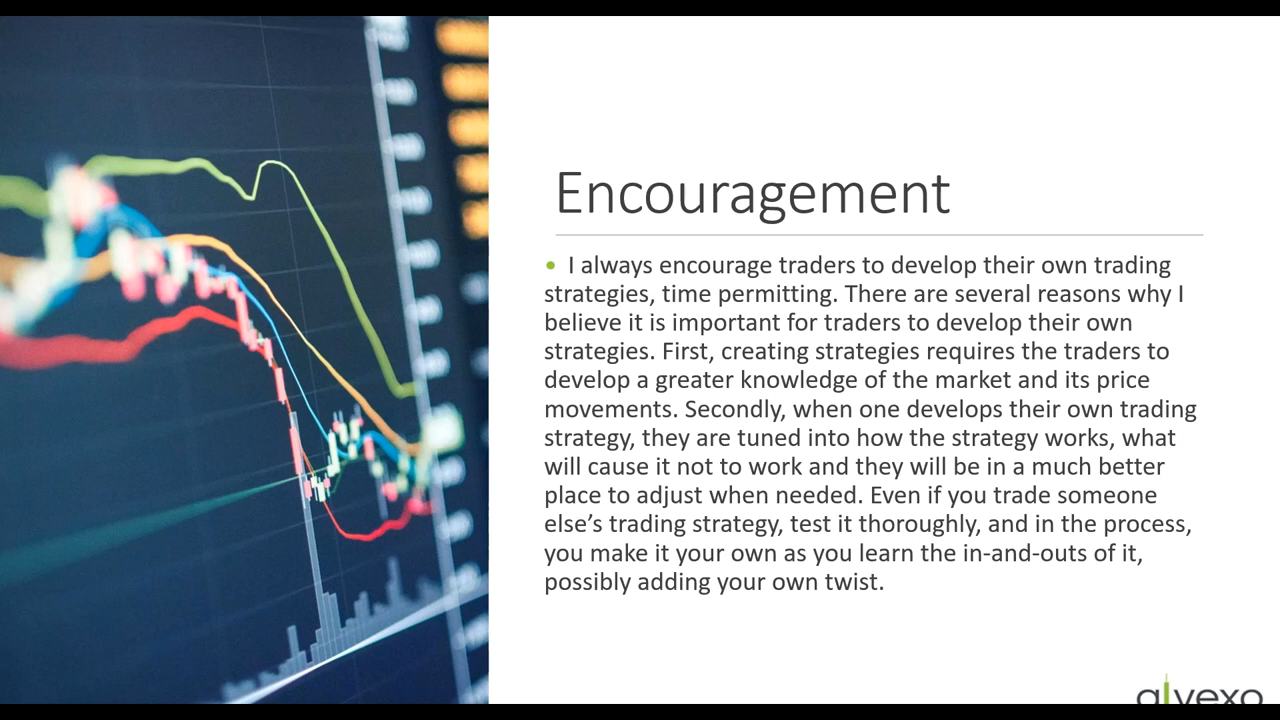 Encouragement
• I always encourage traders to develop their own trading
strategies, time permitting. There are several reasons why I
believe it is important for traders to develop their own
strategies. First, creating strategies requires the traders to
develop a greater knowledge of the market and its price
movements. Secondly, when one develops their own trading
strategy, they are tuned into how the strategy works, what
will cause it not to work and they will be in a much better
place to adjust when needed. Even if you trade someone
else’s trading strategy, test it thoroughly, and in the process,
you make it your own as you learn the in-and-outs of it,
possibly adding your own twist.
alvexo